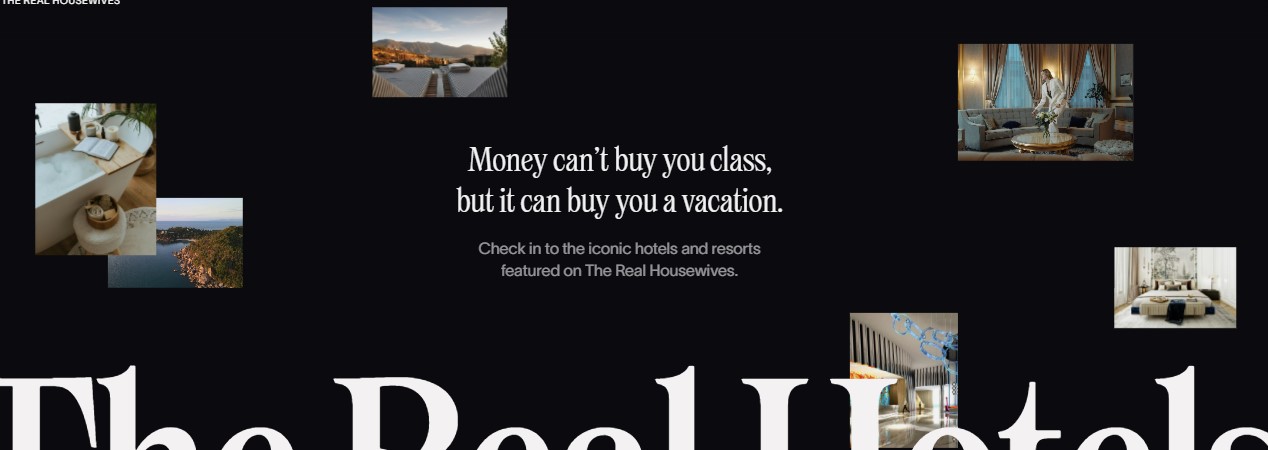 THE REAL HOUSEWIVES
Money can’t buy you class,
but it can buy you a vacation.
Check in to the iconic hotels and resorts
featured on The Real Housewives.
The Real Hotels